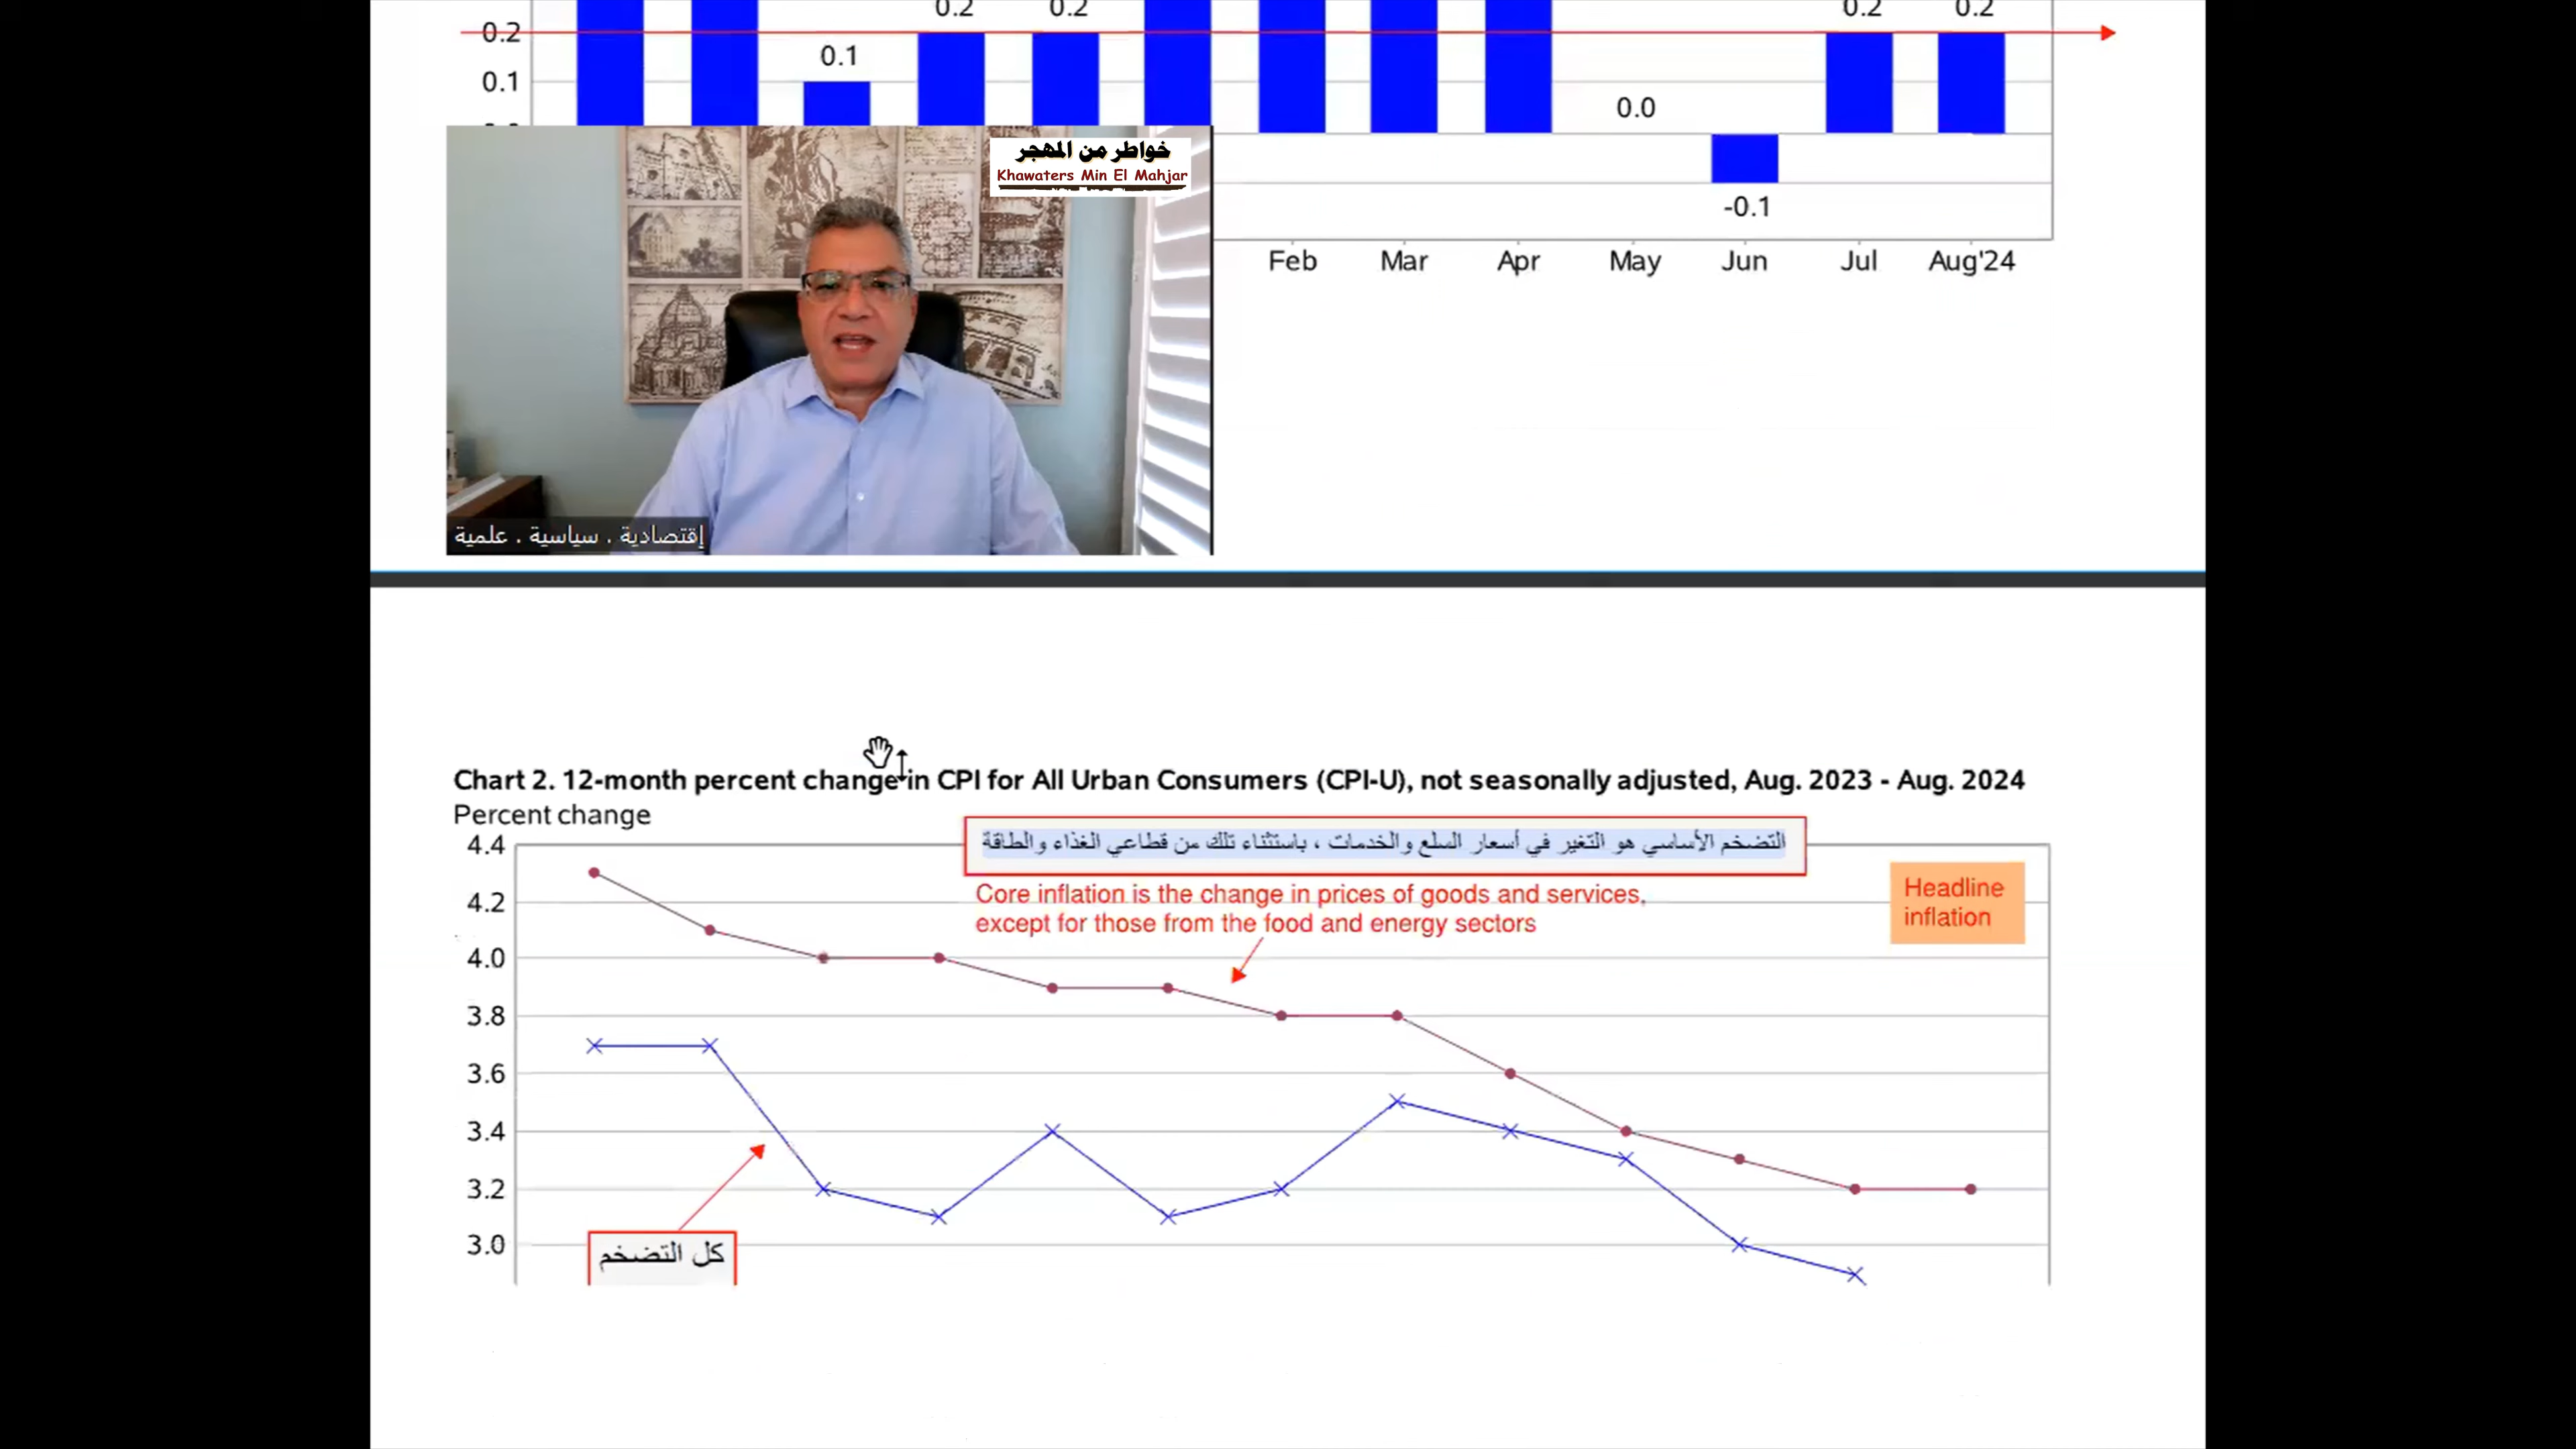 0.2 0.2 0.2 0.2
0.2
0.1
0.1
0.0
-0.1
خواطر من المهجر
Khawaters Min El Mahjar
إقتصادية . سياسية . علمية
Feb Mar Apr May Jun Jul Aug'24
Chart 2. 12-month percent change in CPI for All Urban Consumers (CPI-U), not seasonally adjusted, Aug. 2023 - Aug. 2024
Percent change
4.4
التضخم الأساسي هو التغير في أسعار السلع والخدمات ، باستثناء تلك من قطاعي الغذاء والطاقة
Core inflation is the change in prices of goods and services,
except for those from the food and energy sectors
Headline
inflation
4.2
4.0
3.8
3.6
3.4
3.2
3.0
كل التضخم